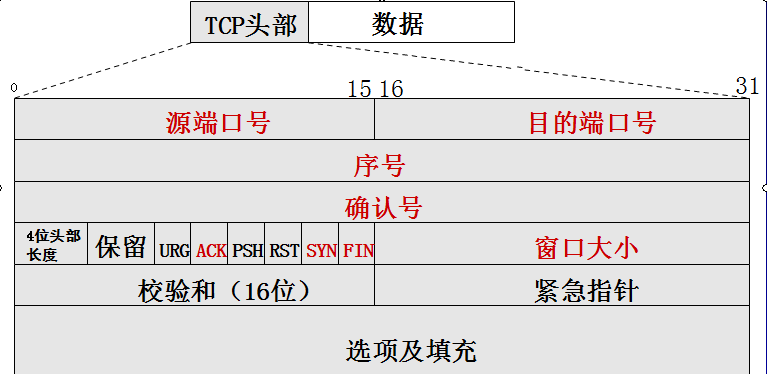 TCP头部 数据
0 15 16 31
源端口号 目的端口号
序号
确认号
4位头部
长度 保留 URG ACK PSH RST SYN FIN 窗口大小
校验和（16位） 紧急指针
选项及填充